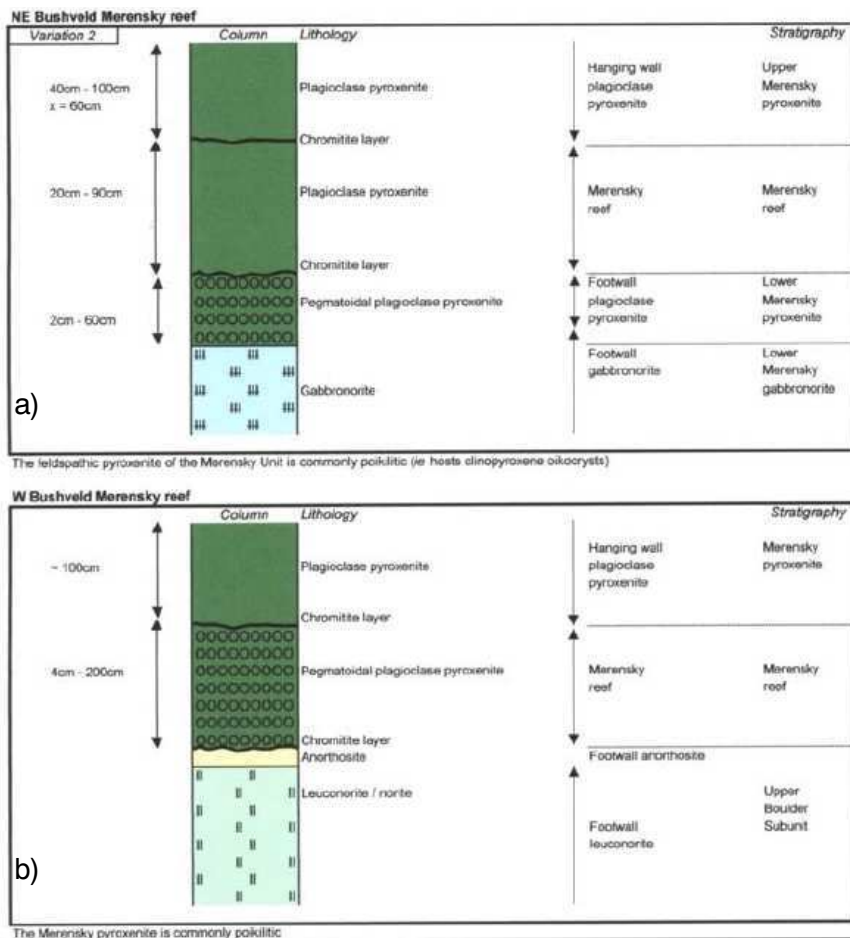 NE Bushveld Merensky reef
Variation 2
Column
Lithology
Stratigraphy
40cm - 100cm
x = 60cm
Plagioclase pyroxenite
Hanging wall
plagioclase
pyroxenite
Upper
Merensky
pyroxenite
Chromitite layer
20cm - 90cm
Plagioclase pyroxenite
Merensky
reef
Merensky
reef
Chromitite layer
2cm - 60cm
Pegmatoidal plagioclase pyroxenite
Footwall
plagioclase
pyroxenite
Lower
Merensky
pyroxenite
Gabbronorite
Footwall
gabbronorite
Lower
Merensky
gabbronorite
a)
The feldspathic pyroxenite of the Merensky Unit is commonly poikilitic (ie hosts clinopyroxene oikocrysts)
W Bushveld Merensky reef
Column
Lithology
Stratigraphy
~ 100cm
Plagioclase pyroxenite
Hanging wall
plagioclase
pyroxenite
Merensky
pyroxenite
Chromitite layer
4cm - 200cm
Pegmatoidal plagioclase pyroxenite
Merensky
reef
Merensky
reef
Chromitite layer
Anorthosite
Footwall anorthosite
Leuconorite / norite
Footwall
leuconorite
Upper
Boulder
Subunit
b)
The Merensky pyroxenite is commonly poikilitic